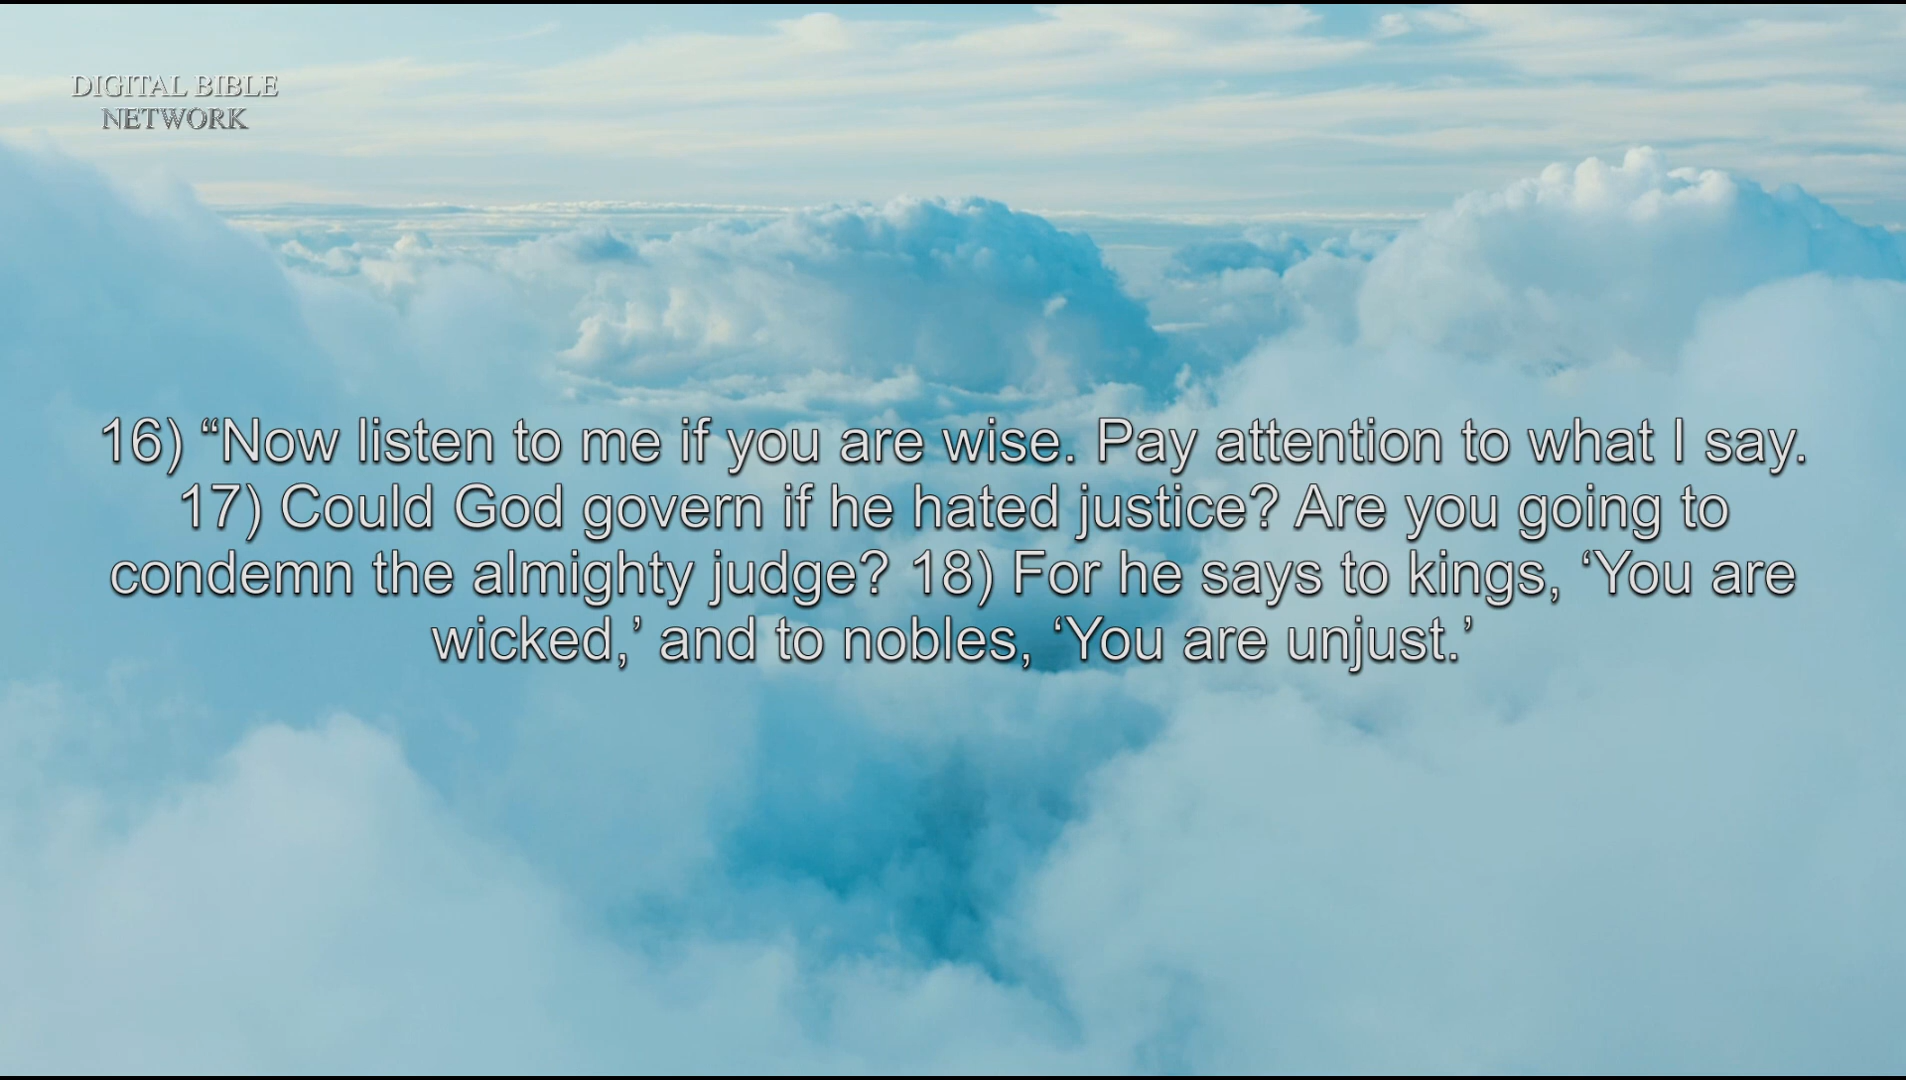 DIGITAL BIBLE
NETWORK
16) “Now listen to me if you are wise. Pay attention to what I say.
17) Could God govern if he hated justice? Are you going to
condemn the almighty judge? 18) For he says to kings, ‘You are
wicked,’ and to nobles, ‘You are unjust.’